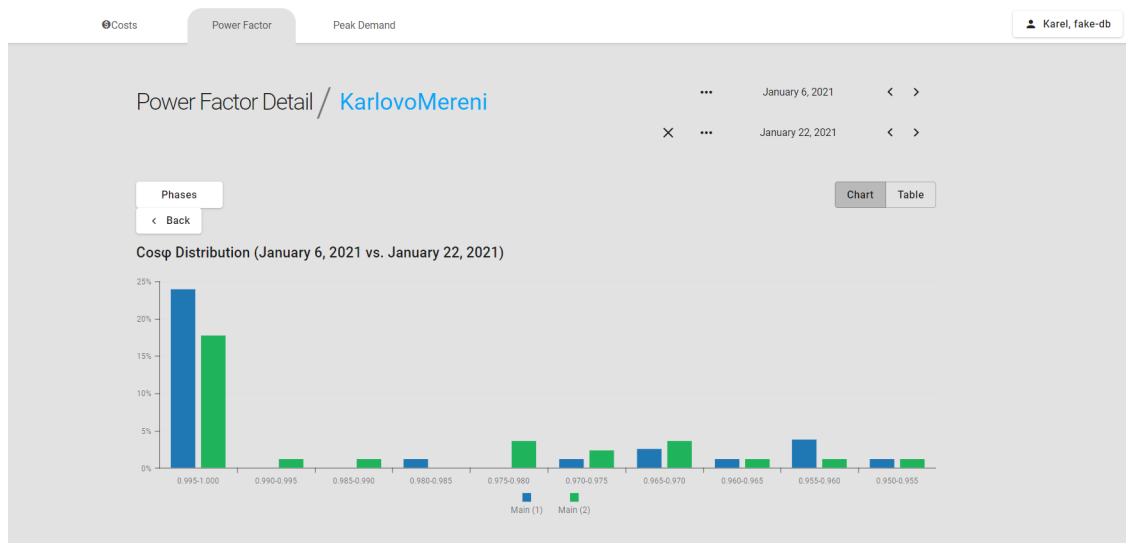 Costs Power Factor Peak Demand Karel, fake-db
Power Factor Detail / KarlovoMereni
January 6, 2021
January 22, 2021
Phases
Chart Table
Back
Cosφ Distribution (January 6, 2021 vs. January 22, 2021)
25%
20%
15%
10%
5%
0%
0.995-1.000 0.990-0.995 0.985-0.990 0.980-0.985 0.975-0.980 0.970-0.975 0.965-0.970 0.960-0.965 0.955-0.960 0.950-0.955
Main (1) Main (2)